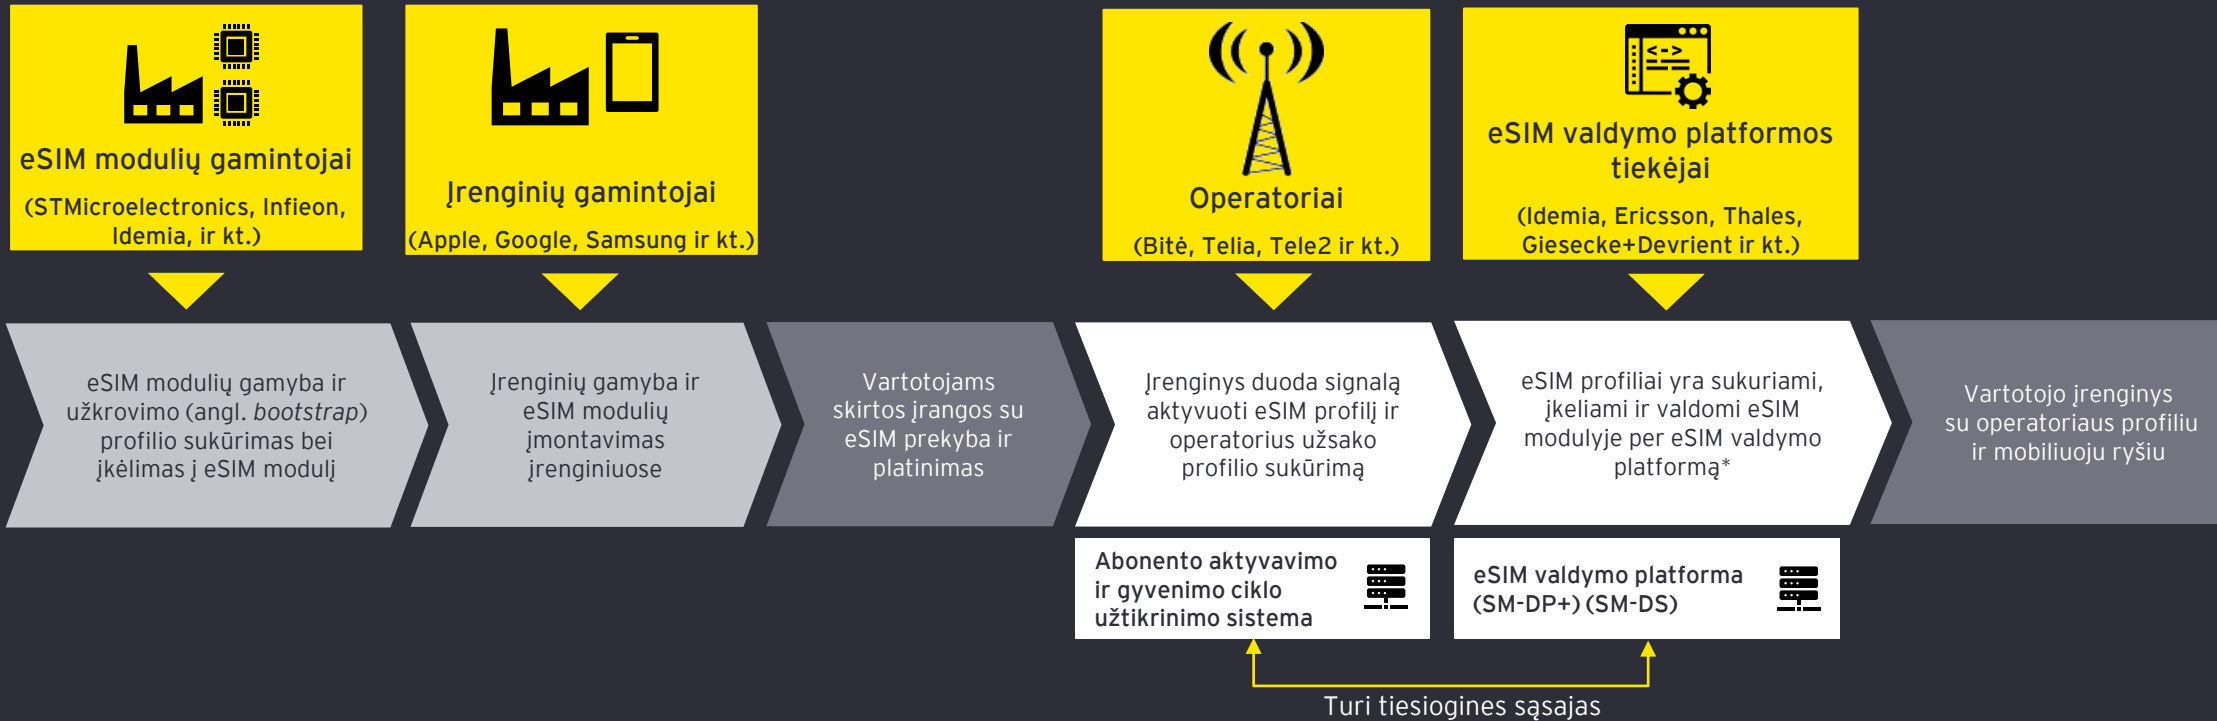 eSIM modulių gamintojai
(STMicroelectronics, Infieon,
Idemia, ir kt.)
Įrenginių gamintojai
(Apple, Google, Samsung ir kt.)
Operatoriai
(Bitė, Telia, Tele2 ir kt.)
eSIM valdymo platformos
tiekėjai
(Idemia, Ericsson, Thales,
Giesecke+Devrient ir kt.)
eSIM modulių gamyba ir
užkrovimo (angl. bootstrap)
profilio sukūrimas bei
įkėlimas į eSIM modulį
Įrenginių gamyba ir
eSIM modulių
įmontavimas
įrenginiuose
Vartotojams
skirtos įrangos su
eSIM prekyba ir
platinimas
Įrenginys duoda signalą
aktyvuoti eSIM profilį ir
operatorius užsako
profilio sukūrimą
eSIM profiliai yra sukuriami,
įkeliami ir valdomi eSIM
modulyje per eSIM valdymo
platformą*
Vartotojo įrenginys
su operatoriaus profiliu
ir mobiliuoju ryšiu
Abonento aktyvavimo
ir gyvenimo ciklo
užtikrinimo sistema
eSIM valdymo platforma
(SM-DP+) (SM-DS)
Turi tiesiogines sąsajas